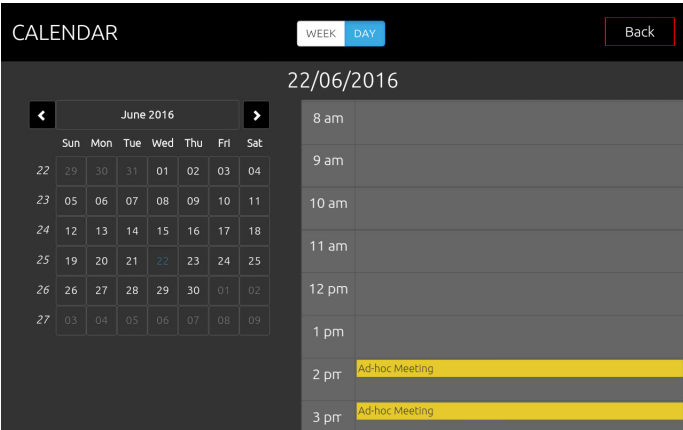 CALENDAR
WEEK DAY
Back
22/06/2016
June 2016
Sun Mon Tue Wed Thu Fri Sat
22 29 30 31 01 02 03 04
23 05 06 07 08 09 10 11
24 12 13 14 15 16 17 18
25 19 20 21 22 23 24 25
26 26 27 28 29 30 01 02
27 03 04 05 06 07 08 09
8 am
9 am
10 am
11 am
12 pm
1 pm
2 pm Ad-hoc Meeting
3 pm Ad-hoc Meeting